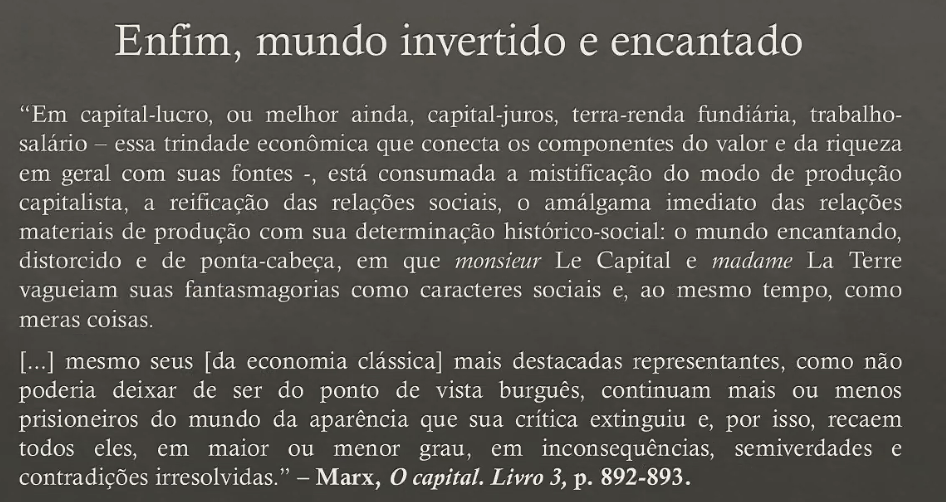 Enfim, mundo invertido e encantado
“Em capital-lucro, ou melhor ainda, capital-juros, terra-renda fundiária, trabalho-
salário – essa trindade econômica que conecta os componentes do valor e da riqueza
em geral com suas fontes -, está consumada a mistificação do modo de produção
capitalista, a reificação das relações sociais, o amálgama imediato das relações
materiais de produção com sua determinação histórico-social: o mundo encantando,
distorcido e de ponta-cabeça, em que monsieur Le Capital e madame La Terre
vagueiam suas fantasmagorias como caracteres sociais e, ao mesmo tempo, como
meras coisas.
[...] mesmo seus [da economia clássica] mais destacadas representantes, como não
poderia deixar de ser do ponto de vista burguês, continuam mais ou menos
prisioneiros do mundo da aparência que sua crítica extinguiu e, por isso, recaem
todos eles, em maior ou menor grau, em inconsequências, semiverdades e
contradições irresolvidas.” – Marx, O capital. Livro 3, p. 892-893.